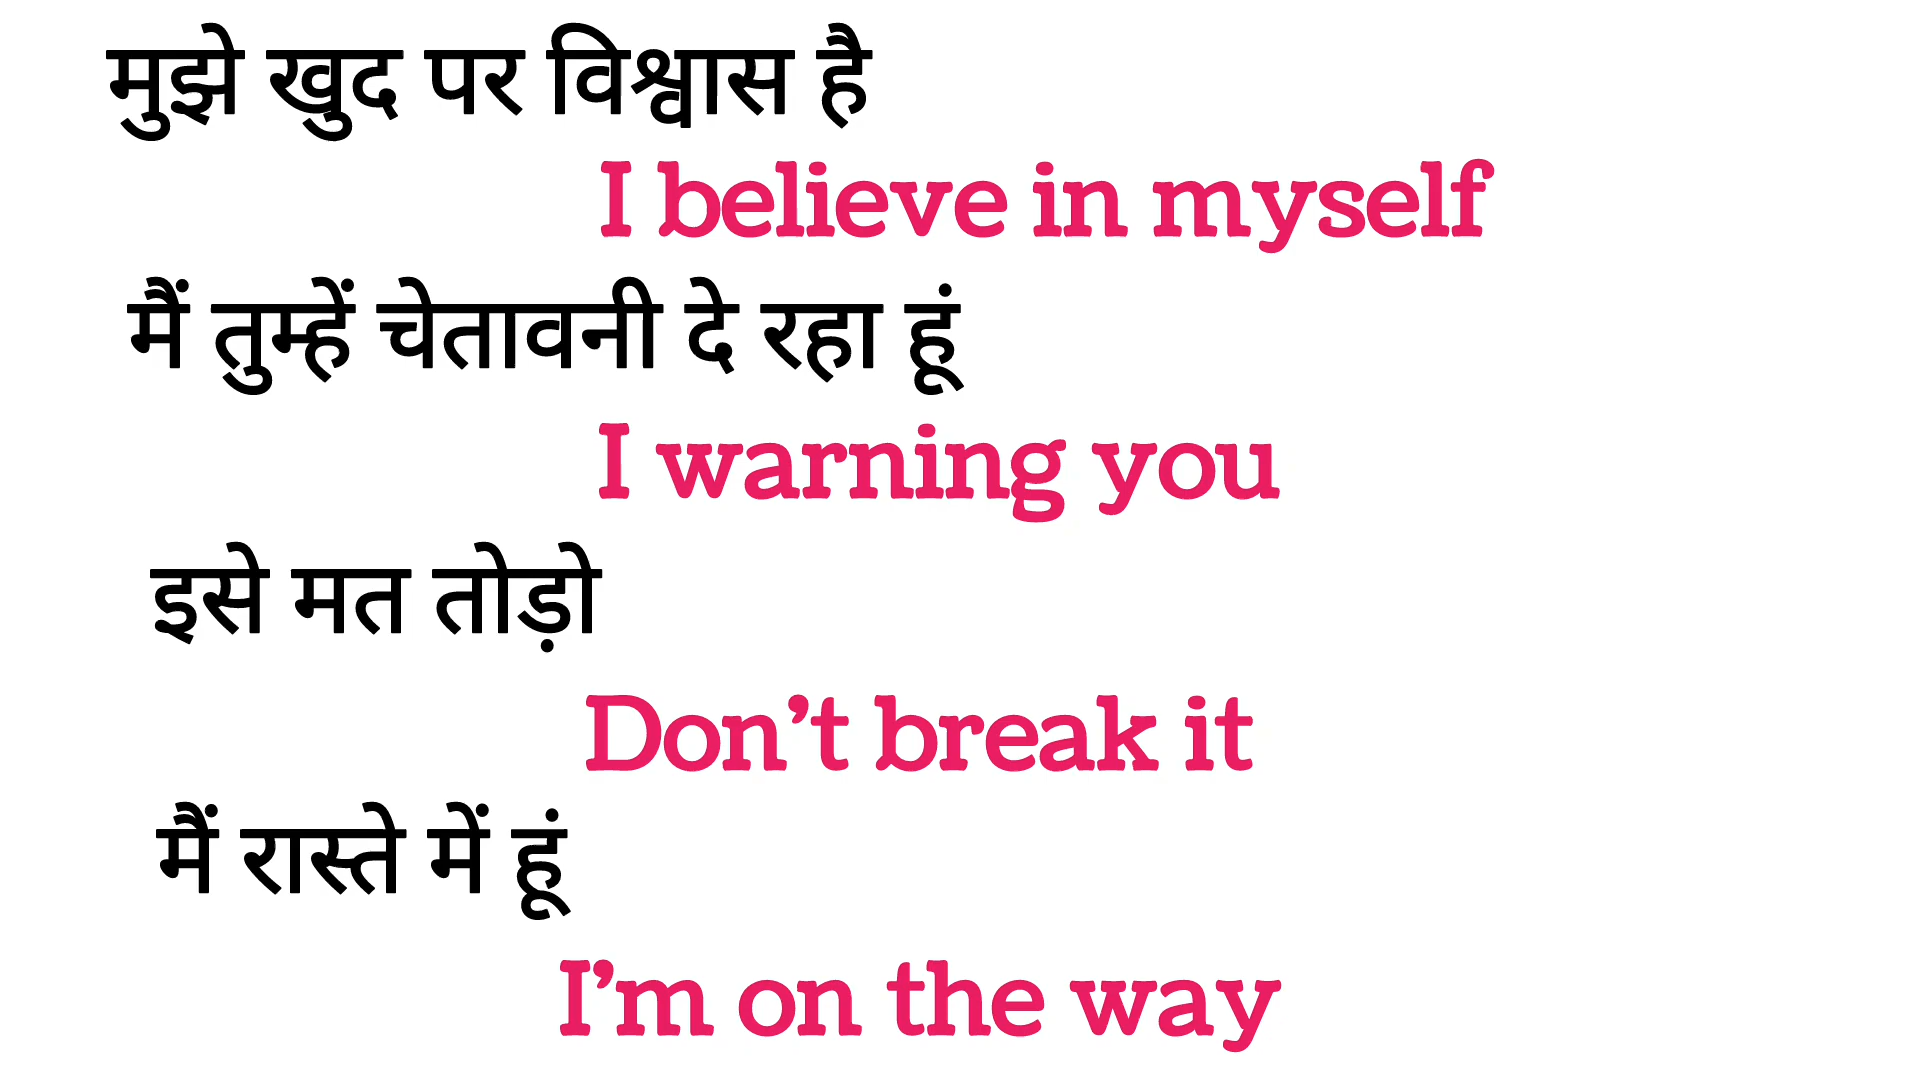 मुझे खुद पर विश्वास है
I believe in myself
मैं तुम्हें चेतावनी दे रहा हूं
I warning you
इसे मत तोड़ो
Don’t break it
मैं रास्ते में हूं
I’m on the way